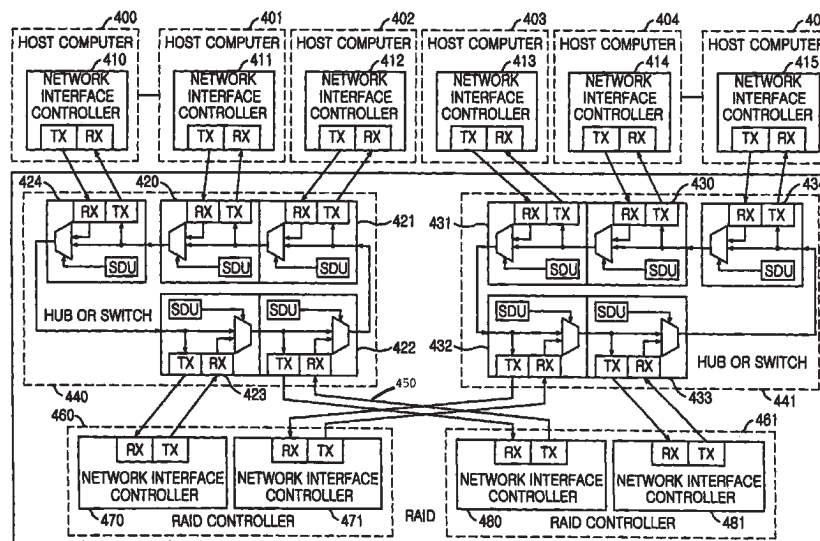 400 401 402 403 404 40
HOST COMPUTER HOST COMPUTER HOST COMPUTER HOST COMPUTER HOST COMPUTER HOST COMPUTER
410 411 412 413 414 415
NETWORK INTERFACE CONTROLLER
NETWORK INTERFACE CONTROLLER
NETWORK INTERFACE CONTROLLER
NETWORK INTERFACE CONTROLLER
NETWORK INTERFACE CONTROLLER
NETWORK INTERFACE CONTROLLER
TX RX TX RX TX RX TX RX TX RX TX RX
424 420 430 434
RX TX RX TX RX TX RX TX RX TX RX TX
421 431
SDU SDU SDU SDU SDU SDU
SDU SDU SDU SDU
HUB OR SWITCH
422 432
HUB OR SWITCH
TX RX TX RX TX RX TX RX
440 423 450 433 441
460 461
RX TX RX TX RX TX RX TX
NETWORK INTERFACE CONTROLLER
NETWORK INTERFACE CONTROLLER
NETWORK INTERFACE CONTROLLER
NETWORK INTERFACE CONTROLLER
470 RAID CONTROLLER 471 RAID 480 RAID CONTROLLER 481